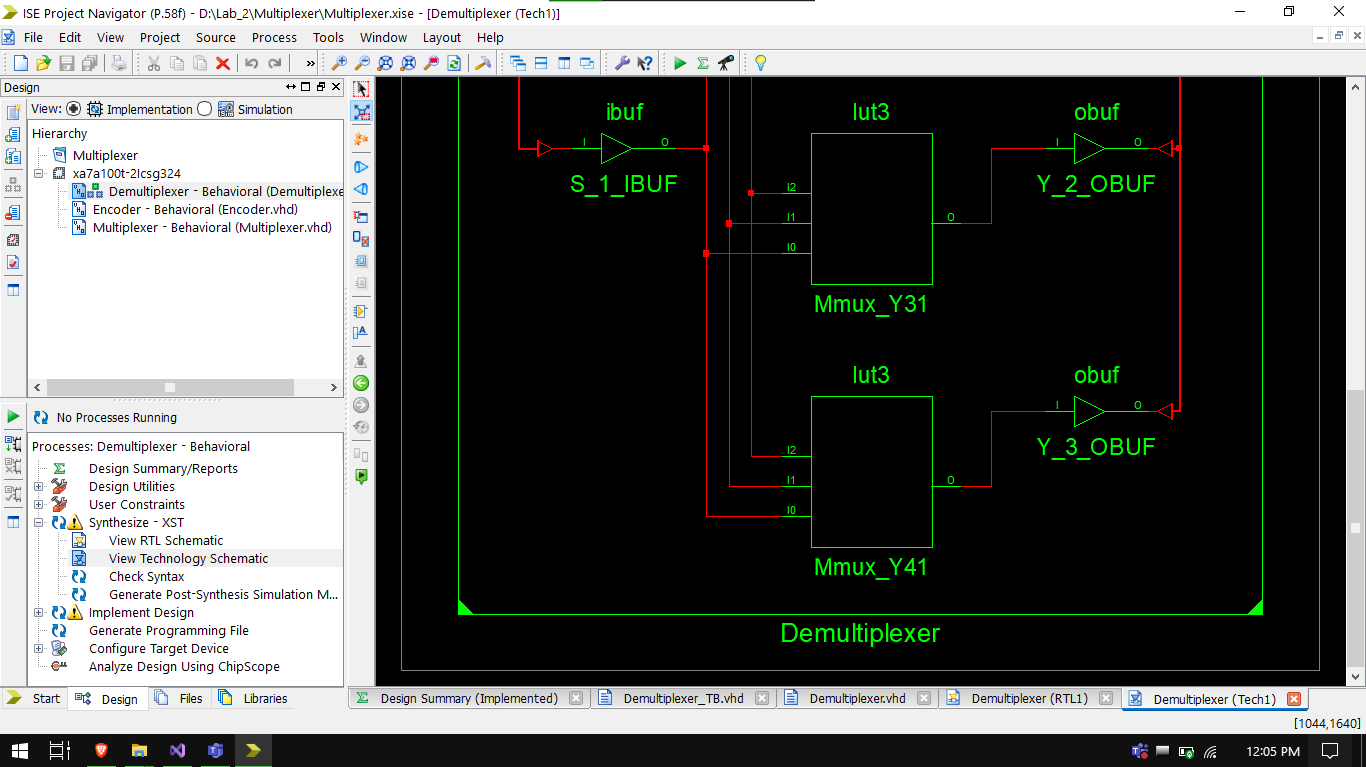 ISE Project Navigator (P.58f) - D:\Lab_2\Multiplexer\Multiplexer.xise - [Demultiplexer (Tech1)]
File Edit View Project Source Process Tools Window Layout Help
»
Design
View: Implementation Simulation
Hierarchy
Multiplexer
xa7a100t-2Icsg324
Demultiplexer - Behavioral (Demultiplexe
Encoder - Behavioral (Encoder.vhd)
Multiplexer - Behavioral (Multiplexer.vhd)
No Processes Running
Processes: Demultiplexer - Behavioral
Design Summary/Reports
Design Utilities
User Constraints
Synthesize - XST
View RTL Schematic
View Technology Schematic
Check Syntax
Generate Post-Synthesis Simulation M...
Implement Design
Generate Programming File
Configure Target Device
Analyze Design Using ChipScope
Start Design Files Libraries
ibuf
I O
S_1_IBUF
lut3
I2
I1
I0
O
Mmux_Y31
obuf
I O
Y_2_OBUF
lut3
I2
I1
I0
O
Mmux_Y41
obuf
I O
Y_3_OBUF
Demultiplexer
Design Summary (Implemented) Demultiplexer_TB.vhd Demultiplexer.vhd Demultiplexer (RTL1) Demultiplexer (Tech1)
[1044,1640]
12:05 PM